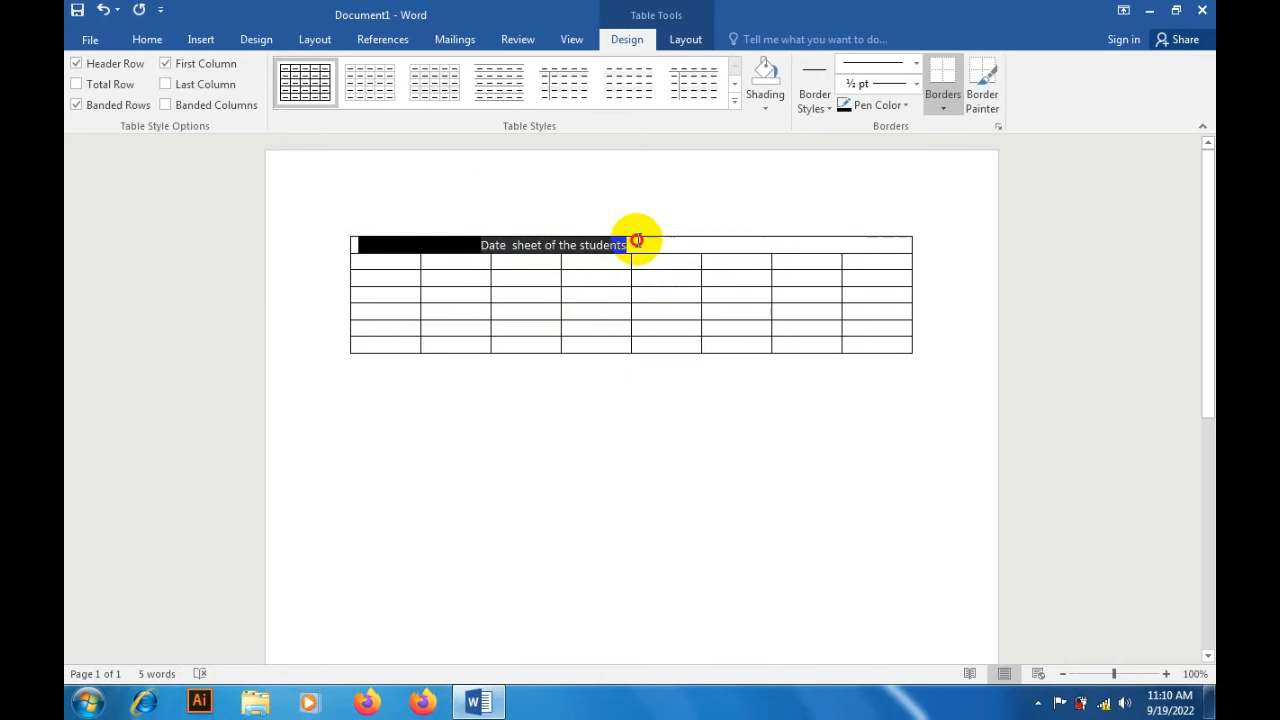 Document1 - Word
Table Tools
File
Home
Insert
Design
Layout
References
Mailings
Review
View
Design
Layout
Tell me what you want to do...
Sign in
Share
Header Row
First Column
Total Row
Last Column
Banded Rows
Banded Columns
Table Style Options
Table Styles
Shading
Border Styles
½ pt
Pen Color
Borders
Border Painter
Borders
Date  sheet of the students
Page 1 of 1
5 words
100%
Ai
W
11:10 AM
9/19/2022